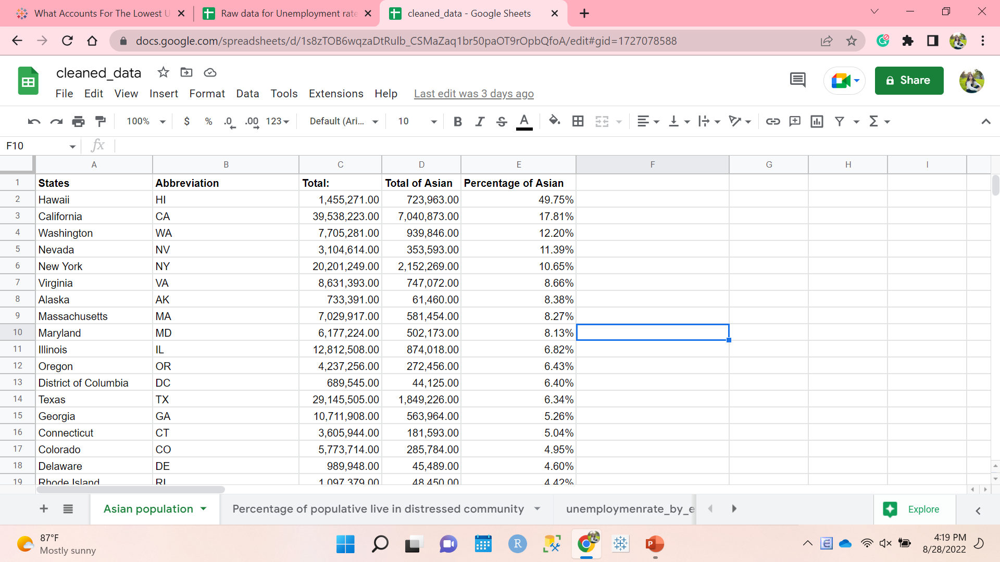 What Accounts For The Lowest U
Raw data for Unemployment rate
cleaned_data - Google Sheets
docs.google.com/spreadsheets/d/1s8zTOB6wqzaDtRulb_CSMaZaq1br50paOT9rOpbQfoA/edit#gid=1727078588
cleaned_data
Share
File Edit View Insert Format Data Tools Extensions Help Last edit was 3 days ago
100% $ % .0 .00 123 Default (Ari... 10 B I S A
F10 fx
A B C D E F G H I
1 States Abbreviation Total: Total of Asian Percentage of Asian
2 Hawaii HI 1,455,271.00 723,963.00 49.75%
3 California CA 39,538,223.00 7,040,873.00 17.81%
4 Washington WA 7,705,281.00 939,846.00 12.20%
5 Nevada NV 3,104,614.00 353,593.00 11.39%
6 New York NY 20,201,249.00 2,152,269.00 10.65%
7 Virginia VA 8,631,393.00 747,072.00 8.66%
8 Alaska AK 733,391.00 61,460.00 8.38%
9 Massachusetts MA 7,029,917.00 581,454.00 8.27%
10 Maryland MD 6,177,224.00 502,173.00 8.13%
11 Illinois IL 12,812,508.00 874,018.00 6.82%
12 Oregon OR 4,237,256.00 272,456.00 6.43%
13 District of Columbia DC 689,545.00 44,125.00 6.40%
14 Texas TX 29,145,505.00 1,849,226.00 6.34%
15 Georgia GA 10,711,908.00 563,964.00 5.26%
16 Connecticut CT 3,605,944.00 181,593.00 5.04%
17 Colorado CO 5,773,714.00 285,784.00 4.95%
18 Delaware DE 989,948.00 45,489.00 4.60%
19 Rhode Island RI 1,097,379.00 48,450.00 4.42%
Asian population Percentage of populative live in distressed community unemploymenrate_by_e Explore
87°F
Mostly sunny
4:19 PM
8/28/2022